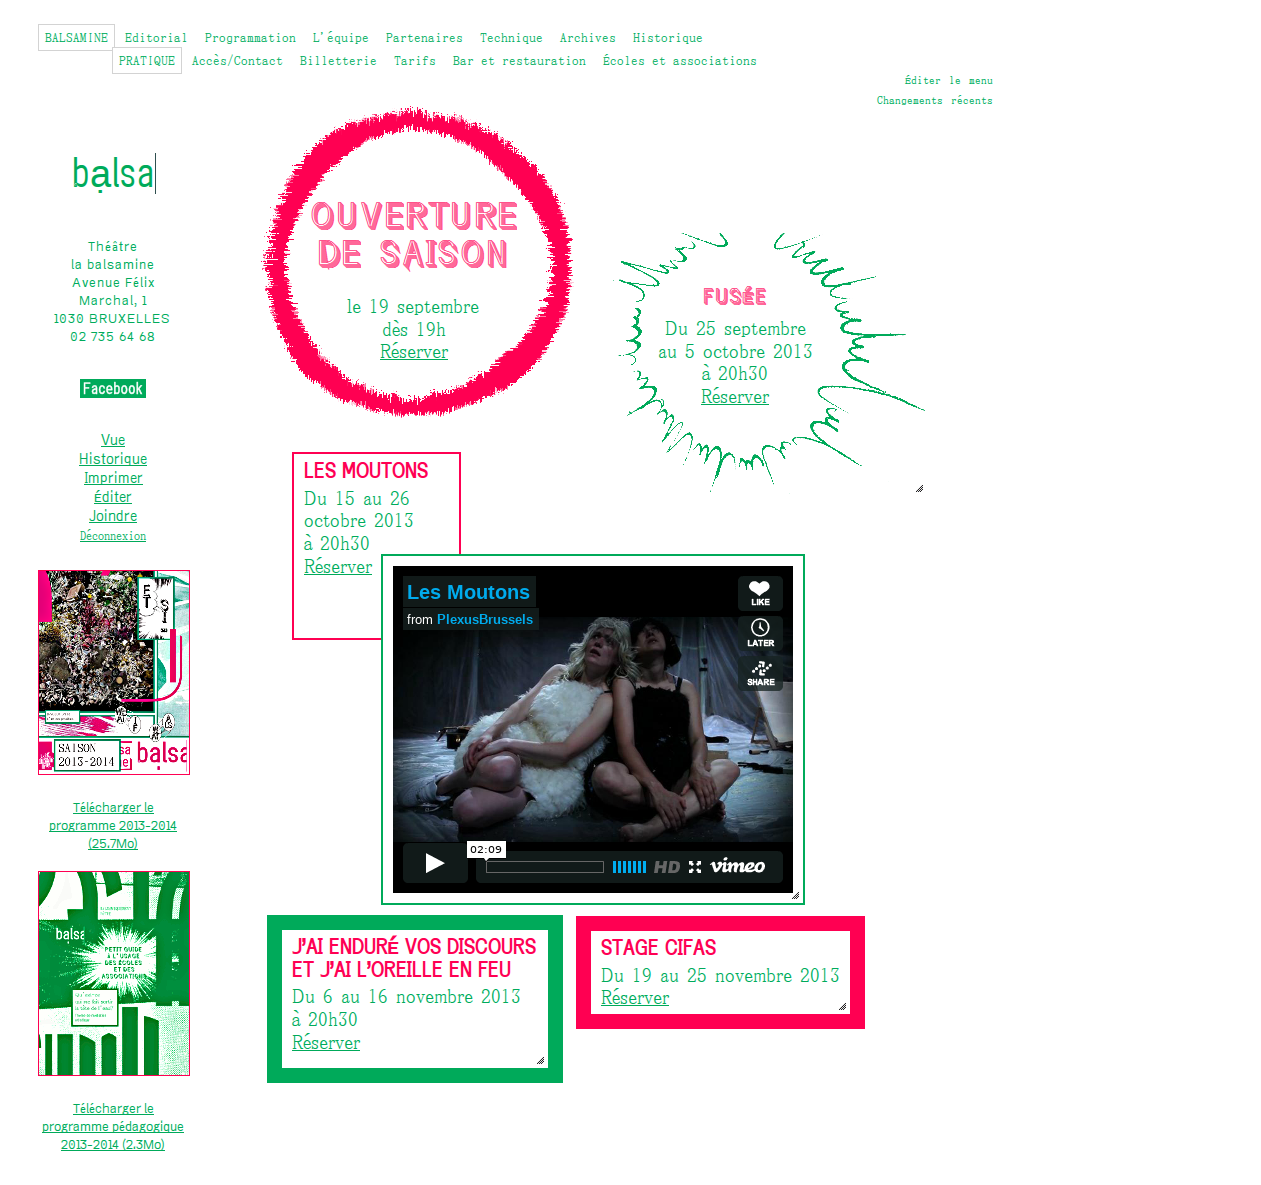 BALSAMINE Editorial Programmation L'équipe Partenaires Technique Archives Historique
PRATIQUE Accès/Contact Billetterie Tarifs Bar et restauration Écoles et associations
Éditer le menu
Changements récents
bạlsa
Théâtre
la balsamine
Avenue Félix
Marchal, 1
1030 BRUXELLES
02 735 64 68
Facebook
Vue
Historique
Imprimer
Éditer
Joindre
Déconnexion
SAISON
2013-2014
balsa
Télécharger le
programme 2013-2014
(25.7Mo)
balsa
PETIT GUIDE
À L'USAGE
DES ÉCOLES
ET DES
ASSOCIATIONS
Télécharger le
programme pédagogique
2013-2014 (2.3Mo)
OUVERTURE
DE SAISON
le 19 septembre
dès 19h
Réserver
FUSÉE
Du 25 septembre
au 5 octobre 2013
à 20h30
Réserver
LES MOUTONS
Du 15 au 26
octobre 2013
à 20h30
Réserver
Les Moutons
from PlexusBrussels
LIKE
LATER
SHARE
02:09
HD vimeo
J'AI ENDURÉ VOS DISCOURS
ET J'AI L'OREILLE EN FEU
Du 6 au 16 novembre 2013
à 20h30
Réserver
STAGE CIFAS
Du 19 au 25 novembre 2013
Réserver